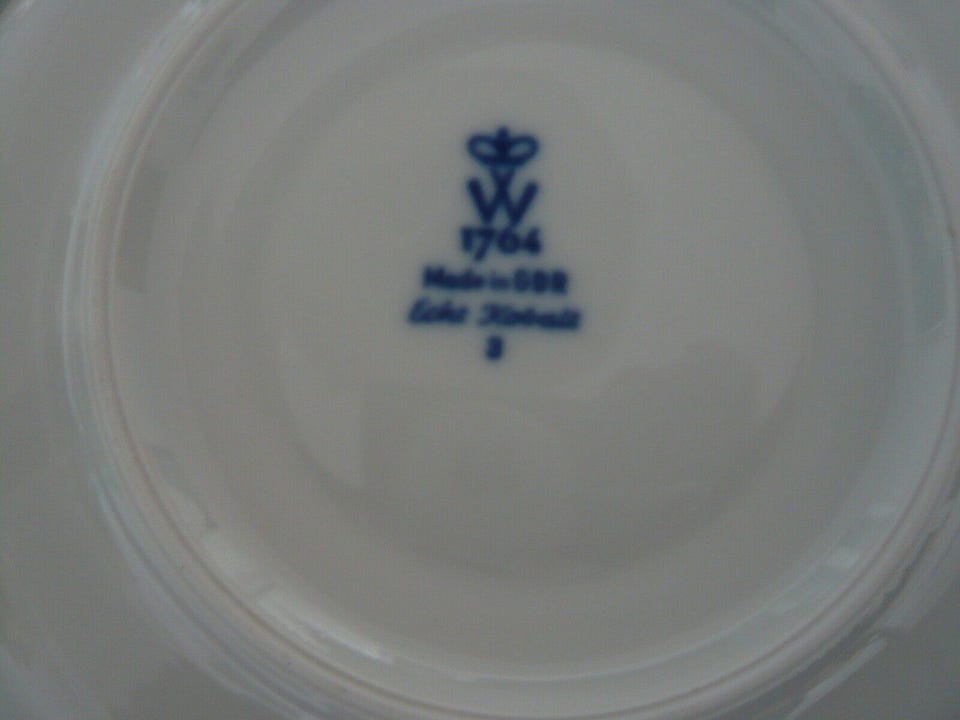 W
1764
Made in GDR
Echt Kobalt
3